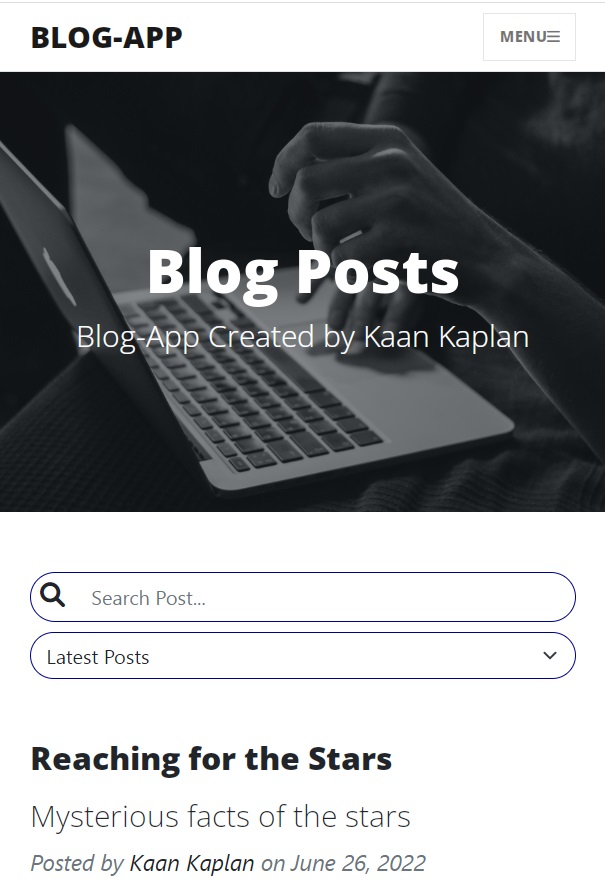 BLOG-APP
MENU
Blog Posts
Blog-App Created by Kaan Kaplan
Search Post...
Latest Posts
Reaching for the Stars
Mysterious facts of the stars
Posted by Kaan Kaplan on June 26, 2022